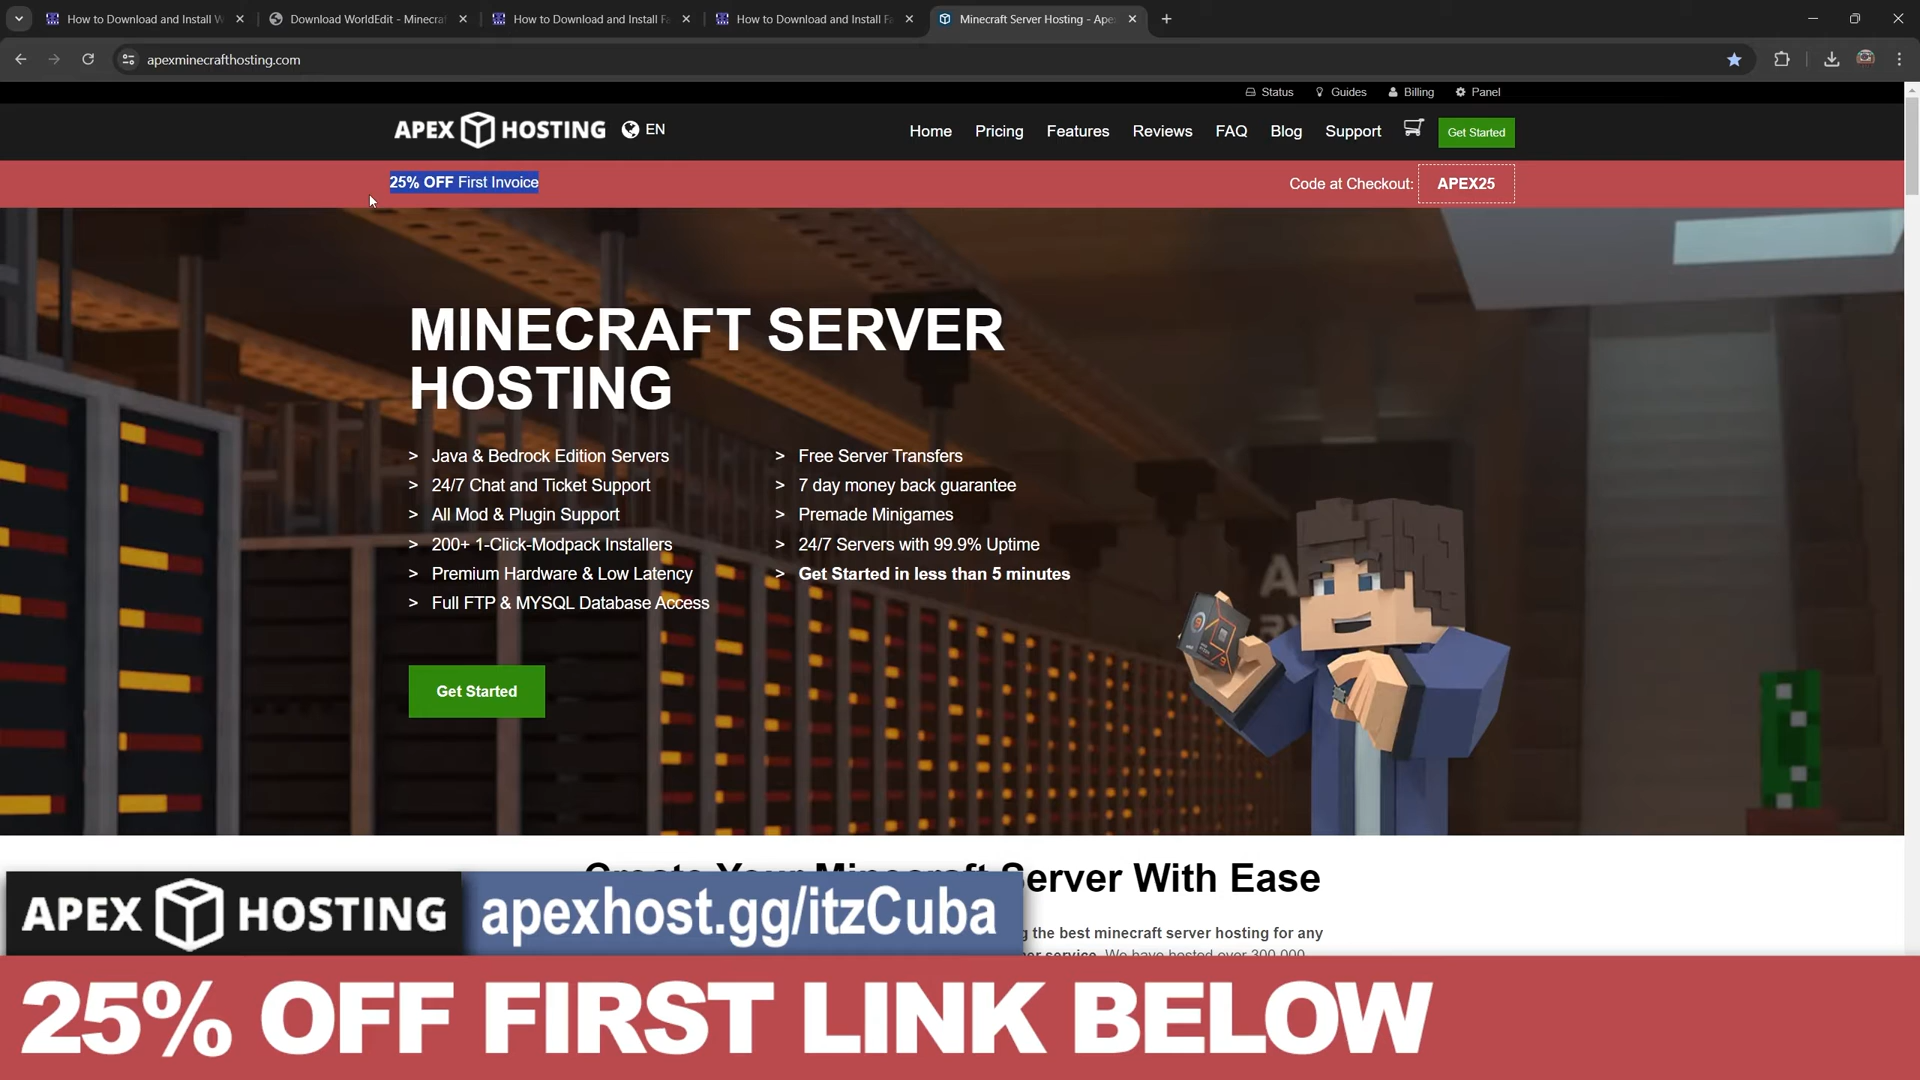 How to Download and Install W
Download WorldEdit - Minecraf
How to Download and Install Fa
How to Download and Install Fa
Minecraft Server Hosting - Apex
apexminecrafthosting.com
Status
Guides
Billing
Panel
APEX HOSTING
EN
Home
Pricing
Features
Reviews
FAQ
Blog
Support
Get Started
25% OFF First Invoice
Code at Checkout:
APEX25
MINECRAFT SERVER
HOSTING
> Java & Bedrock Edition Servers
> 24/7 Chat and Ticket Support
> All Mod & Plugin Support
> 200+ 1-Click-Modpack Installers
> Premium Hardware & Low Latency
> Full FTP & MYSQL Database Access
> Free Server Transfers
> 7 day money back guarantee
> Premade Minigames
> 24/7 Servers with 99.9% Uptime
> Get Started in less than 5 minutes
Get Started
Create Your Minecraft Server With Ease
g the best minecraft server hosting for any
er service. We have hosted over 300,000
APEX HOSTING
apexhost.gg/itzCuba
25% OFF FIRST LINK BELOW